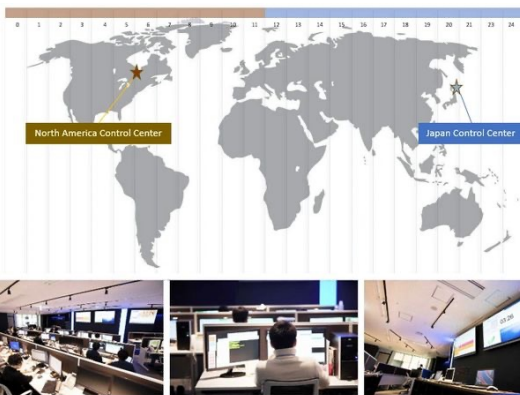 0 1 2 3 4 5 6 7 8 9 10 11 12 13 14 15 16 17 18 19 20 21 22 23 24
North America Control Center
Japan Control Center